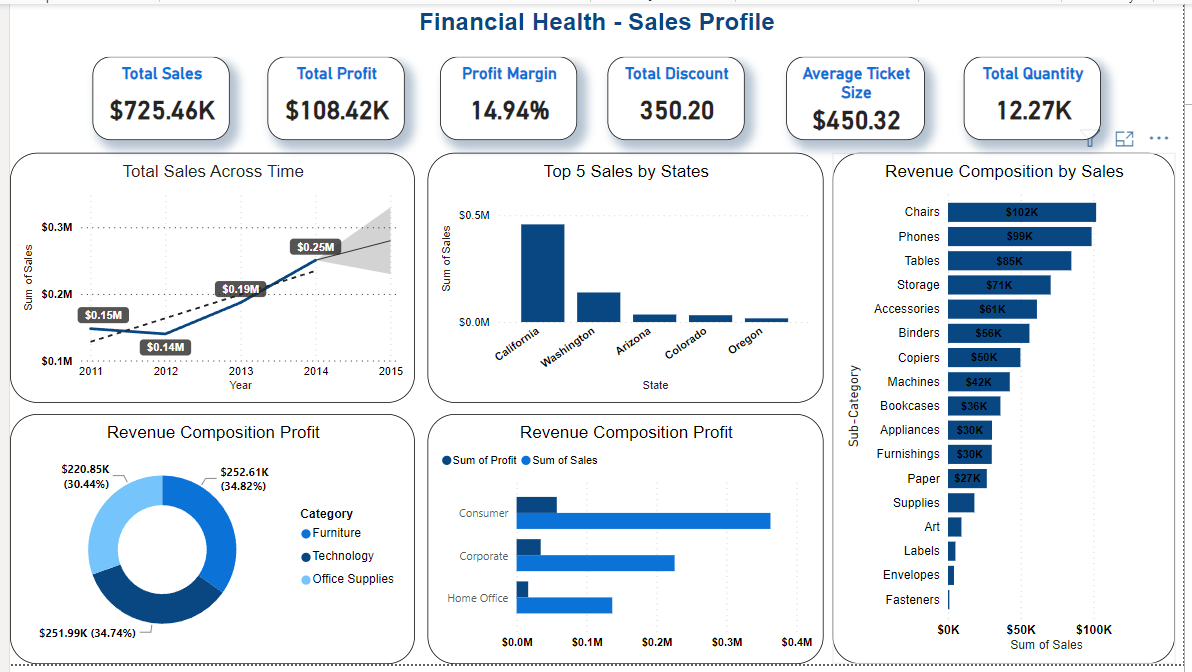 Financial Health - Sales Profile
Total Sales
$725.46K
Total Profit
$108.42K
Profit Margin
14.94%
Total Discount
350.20
Average Ticket
Size
$450.32
Total Quantity
12.27K
Total Sales Across Time
Sum of Sales
$0.3M
$0.2M
$0.1M
$0.15M
$0.14M
$0.19M
$0.25M
2011 2012 2013 2014 2015
Year
Top 5 Sales by States
Sum of Sales
$0.5M
$0.0M
California Washington Arizona Colorado Oregon
State
Revenue Composition by Sales
Sub-Category
Chairs $102K
Phones $99K
Tables $85K
Storage $71K
Accessories $61K
Binders $56K
Copiers $50K
Machines $42K
Bookcases $36K
Appliances $30K
Furnishings $30K
Paper $27K
Supplies
Art
Labels
Envelopes
Fasteners
$0K $50K $100K
Sum of Sales
Revenue Composition Profit
$220.85K
(30.44%)
$252.61K
(34.82%)
$251.99K (34.74%)
Category
Furniture
Technology
Office Supplies
Revenue Composition Profit
Sum of Profit Sum of Sales
Consumer
Corporate
Home Office
$0.0M $0.1M $0.2M $0.3M $0.4M